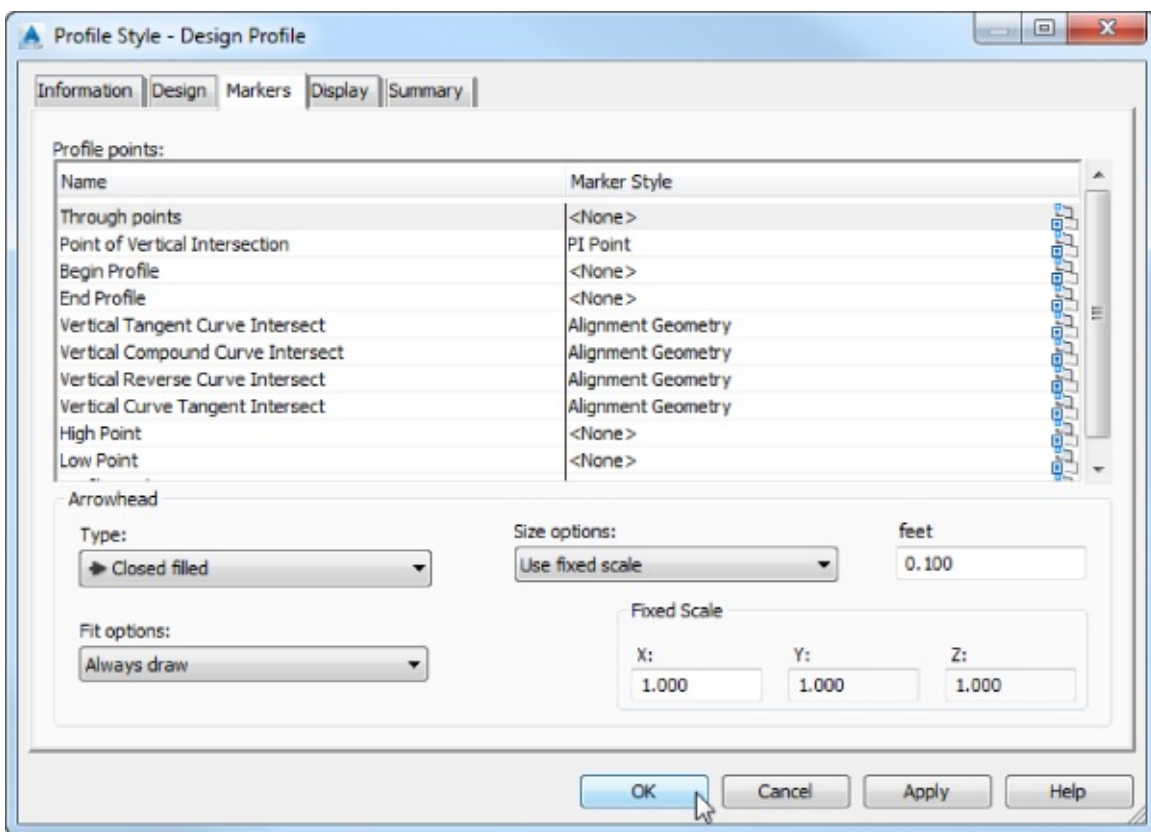 Profile Style - Design Profile
Information Design Markers Display Summary
Profile points:
Name Marker Style
Through points <None>
Point of Vertical Intersection PI Point
Begin Profile <None>
End Profile <None>
Vertical Tangent Curve Intersect Alignment Geometry
Vertical Compound Curve Intersect Alignment Geometry
Vertical Reverse Curve Intersect Alignment Geometry
Vertical Curve Tangent Intersect Alignment Geometry
High Point <None>
Low Point <None>
Arrowhead
Type: Size options: feet
Closed filled Use fixed scale 0.100
Fixed Scale
Fit options:
X: Y: Z:
Always draw
1.000 1.000 1.000
OK Cancel Apply Help